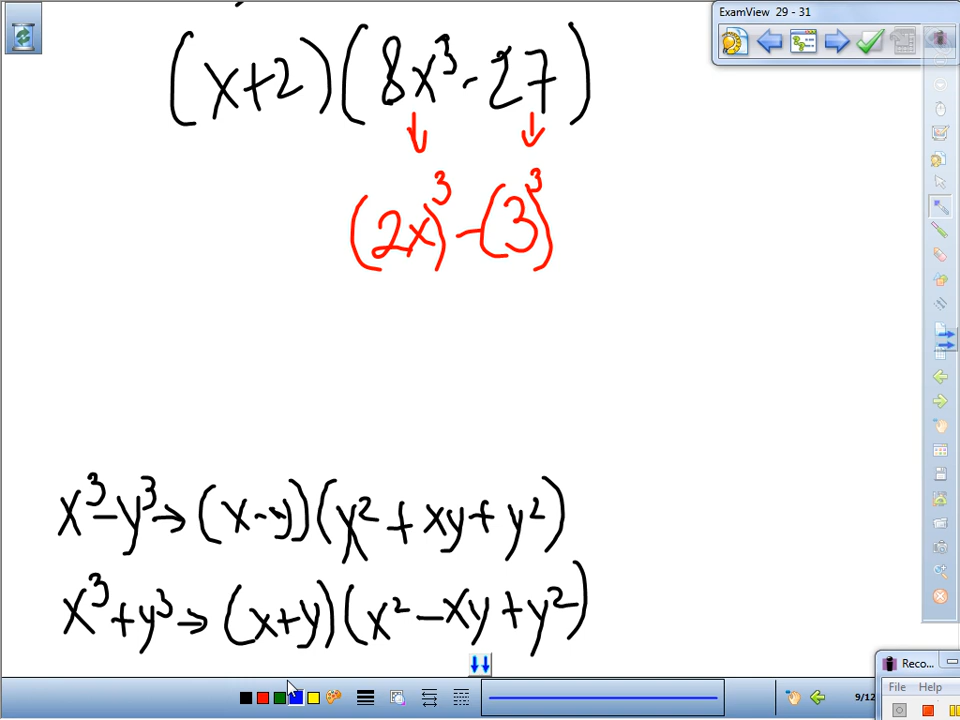 ExamView 29 - 31
(x+2)(8x³-27)
(2x)³-(3)³
x³-y³→(x-y)(y²+xy+y²)
x³+y³→(x+y)(x²-xy+y²)
Reco...
File Help
9/12